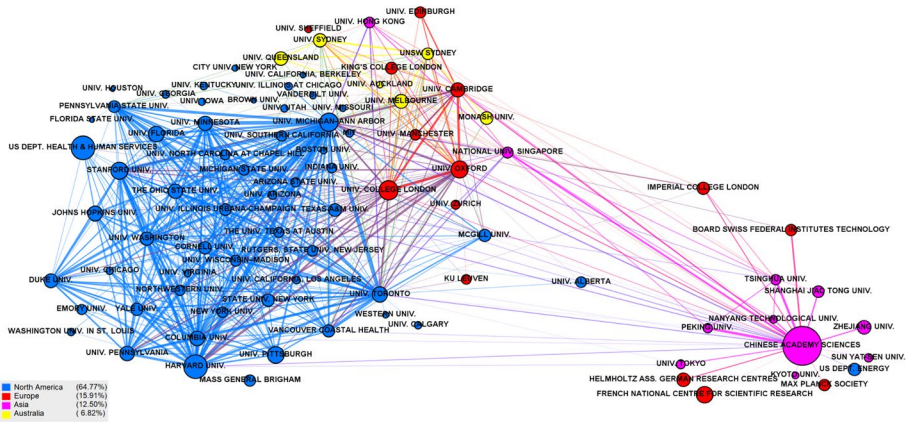 UNIV. EDINBURGH
UNIV. HONG KONG
UNIV. SHEFFIELD
UNIV. SYDNEY
UNSW SYDNEY
UNIV. QUEENSLAND
KING'S COLLEGE LONDON
CITY UNIV. NEW YORK
UNIV. CALIFORNIA, BERKELEY
UNIV. HOUSTON
UNIV. KENTUCKY
UNIV. ILLINOIS AT CHICAGO
UNIV. AUCKLAND
UNIV. CAMBRIDGE
UNIV. GEORGIA
VANDERBILT UNIV.
PENNSYLVANIA STATE UNIV.
UNIV. IOWA
BROWN UNIV.
UNIV. MELBOURNE
UNIV. UTAH
UNIV. MISSOURI
FLORIDA STATE UNIV.
UNIV. MINNESOTA
UNIV. MICHIGAN-ANN ARBOR
MONASH UNIV.
UNIV. FLORIDA
UNIV. SOUTHERN CALIFORNIA
MIT
UNIV. MANCHESTER
US DEPT. HEALTH & HUMAN SERVICES
BOSTON UNIV.
NATIONAL UNIV. SINGAPORE
UNIV. NORTH CAROLINA AT CHAPEL HILL
STANFORD UNIV.
MICHIGAN STATE UNIV.
INDIANA UNIV.
UNIV. OXFORD
ARIZONA STATE UNIV.
THE OHIO STATE UNIV.
UNIV. ARIZONA
UNIV. COLLEGE LONDON
IMPERIAL COLLEGE LONDON
UNIV. ZURICH
JOHNS HOPKINS UNIV.
UNIV. ILLINOIS URBANA-CHAMPAIGN
TEXAS A&M UNIV.
THE UNIV. TEXAS AT AUSTIN
BOARD SWISS FEDERAL INSTITUTES TECHNOLOGY
UNIV. WASHINGTON
MCGILL UNIV.
CORNELL UNIV.
RUTGERS, STATE UNIV. NEW JERSEY
UNIV. WISCONSIN-MADISON
UNIV. CHICAGO
UNIV. VIRGINIA
DUKE UNIV.
UNIV. CALIFORNIA, LOS ANGELES
KU LEUVEN
UNIV. ALBERTA
TSINGHUA UNIV.
NORTHWESTERN UNIV.
UNIV. TORONTO
SHANGHAI JIAO TONG UNIV.
STATE UNIV. NEW YORK
EMORY UNIV.
YALE UNIV.
NEW YORK UNIV.
WESTERN UNIV.
NANYANG TECHNOLOGICAL UNIV.
UNIV. CALGARY
PEKING UNIV.
ZHEJIANG UNIV.
WASHINGTON UNIV. IN ST. LOUIS
VANCOUVER COASTAL HEALTH
COLUMBIA UNIV.
CHINESE ACADEMY SCIENCES
UNIV. PENNSYLVANIA
UNIV. PITTSBURGH
SUN YAT-SEN UNIV.
HARVARD UNIV.
UNIV. TOKYO
US DEPT. ENERGY
KYOTO UNIV.
MASS GENERAL BRIGHAM
HELMHOLTZ ASS. GERMAN RESEARCH CENTRES
MAX PLANCK SOCIETY
FRENCH NATIONAL CENTRE FOR SCIENTIFIC RESEARCH
North America (64.77%)
Europe (15.91%)
Asia (12.50%)
Australia ( 6.82%)